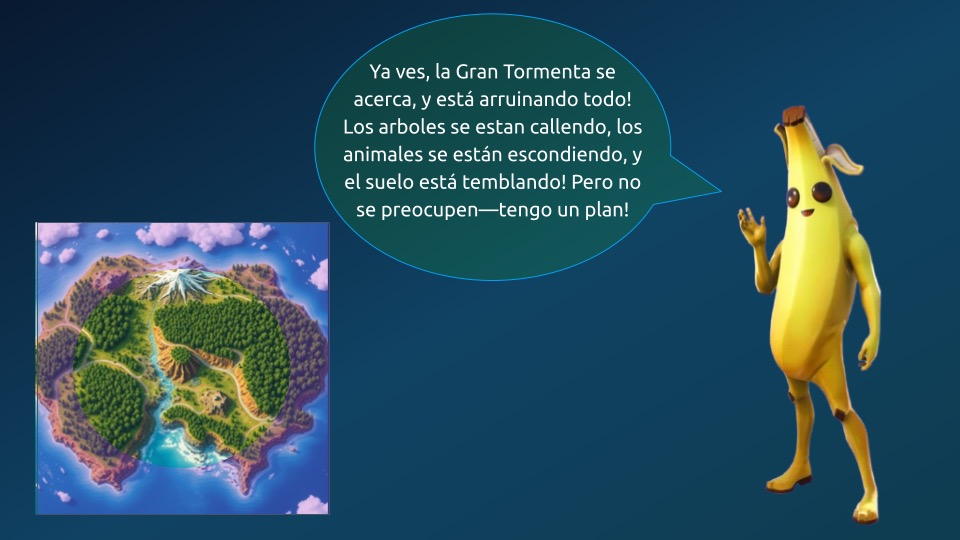 Ya ves, la Gran Tormenta se
acerca, y está arruinando todo!
Los arboles se estan callendo, los
animales se están escondiendo, y
el suelo está temblando! Pero no
se preocupen—tengo un plan!